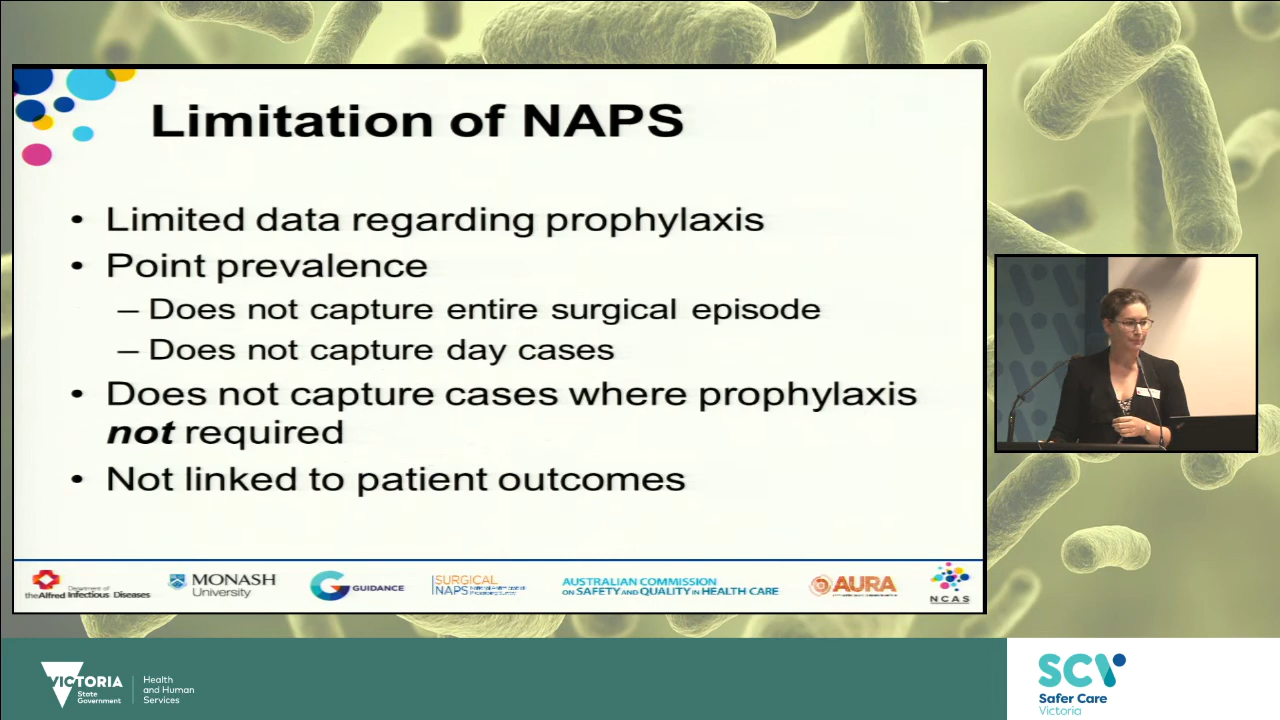 Limitation of NAPS
• Limited data regarding prophylaxis
• Point prevalence
– Does not capture entire surgical episode
– Does not capture day cases
• Does not capture cases where prophylaxis
not required
• Not linked to patient outcomes
Department of
theAlfred Infectious Diseases
MONASH
University
GUIDANCE
SURGICAL
NAPS
AUSTRALIAN COMMISSION
ON SAFETY AND QUALITY IN HEALTH CARE
AURA
NCAS
VICTORIA
State
Government
Health
and Human
Services
SCV
Safer Care
Victoria